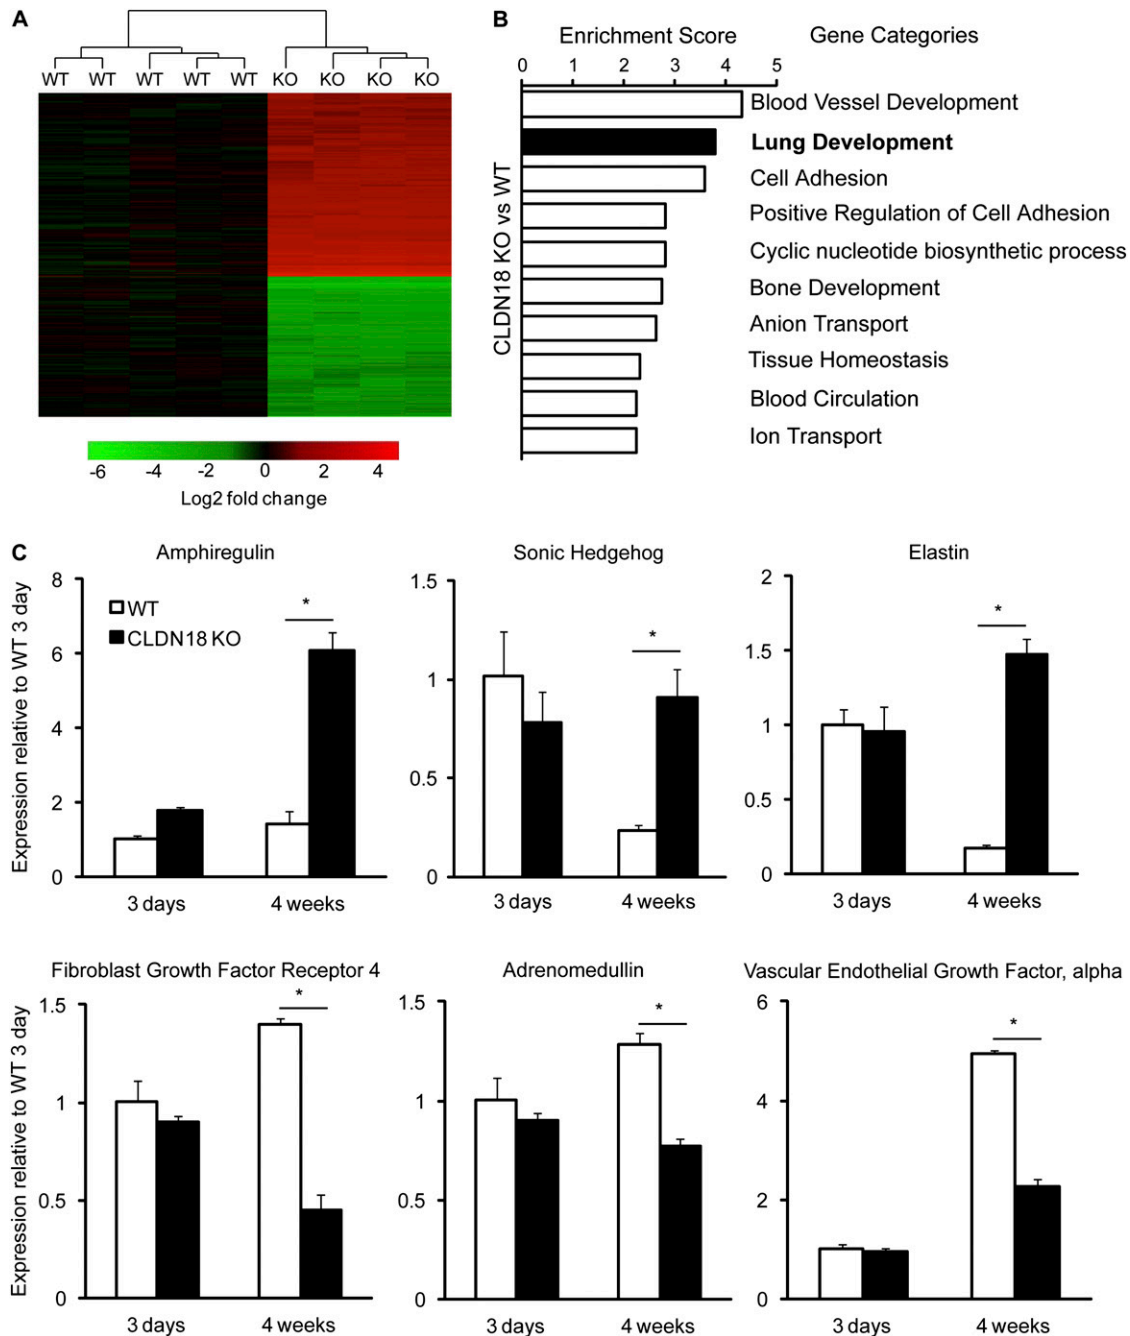 A
WT WT WT WT WT KO KO KO KO
-6 -4 -2 0 2 4
Log2 fold change
B
Enrichment Score Gene Categories
0 1 2 3 4 5
CLDN18 KO vs WT
Blood Vessel Development
Lung Development
Cell Adhesion
Positive Regulation of Cell Adhesion
Cyclic nucleotide biosynthetic process
Bone Development
Anion Transport
Tissue Homeostasis
Blood Circulation
Ion Transport
C
Amphiregulin
Expression relative to WT 3 day
8
6
4
2
0
WT
CLDN18 KO
*
3 days 4 weeks
Sonic Hedgehog
1.5
1
0.5
0
*
3 days 4 weeks
Elastin
2
1.5
1
0.5
0
*
3 days 4 weeks
Fibroblast Growth Factor Receptor 4
Expression relative to WT 3 day
1.5
1
0.5
0
*
3 days 4 weeks
Adrenomedullin
1.5
1
0.5
0
*
3 days 4 weeks
Vascular Endothelial Growth Factor, alpha
6
4
2
0
*
3 days 4 weeks